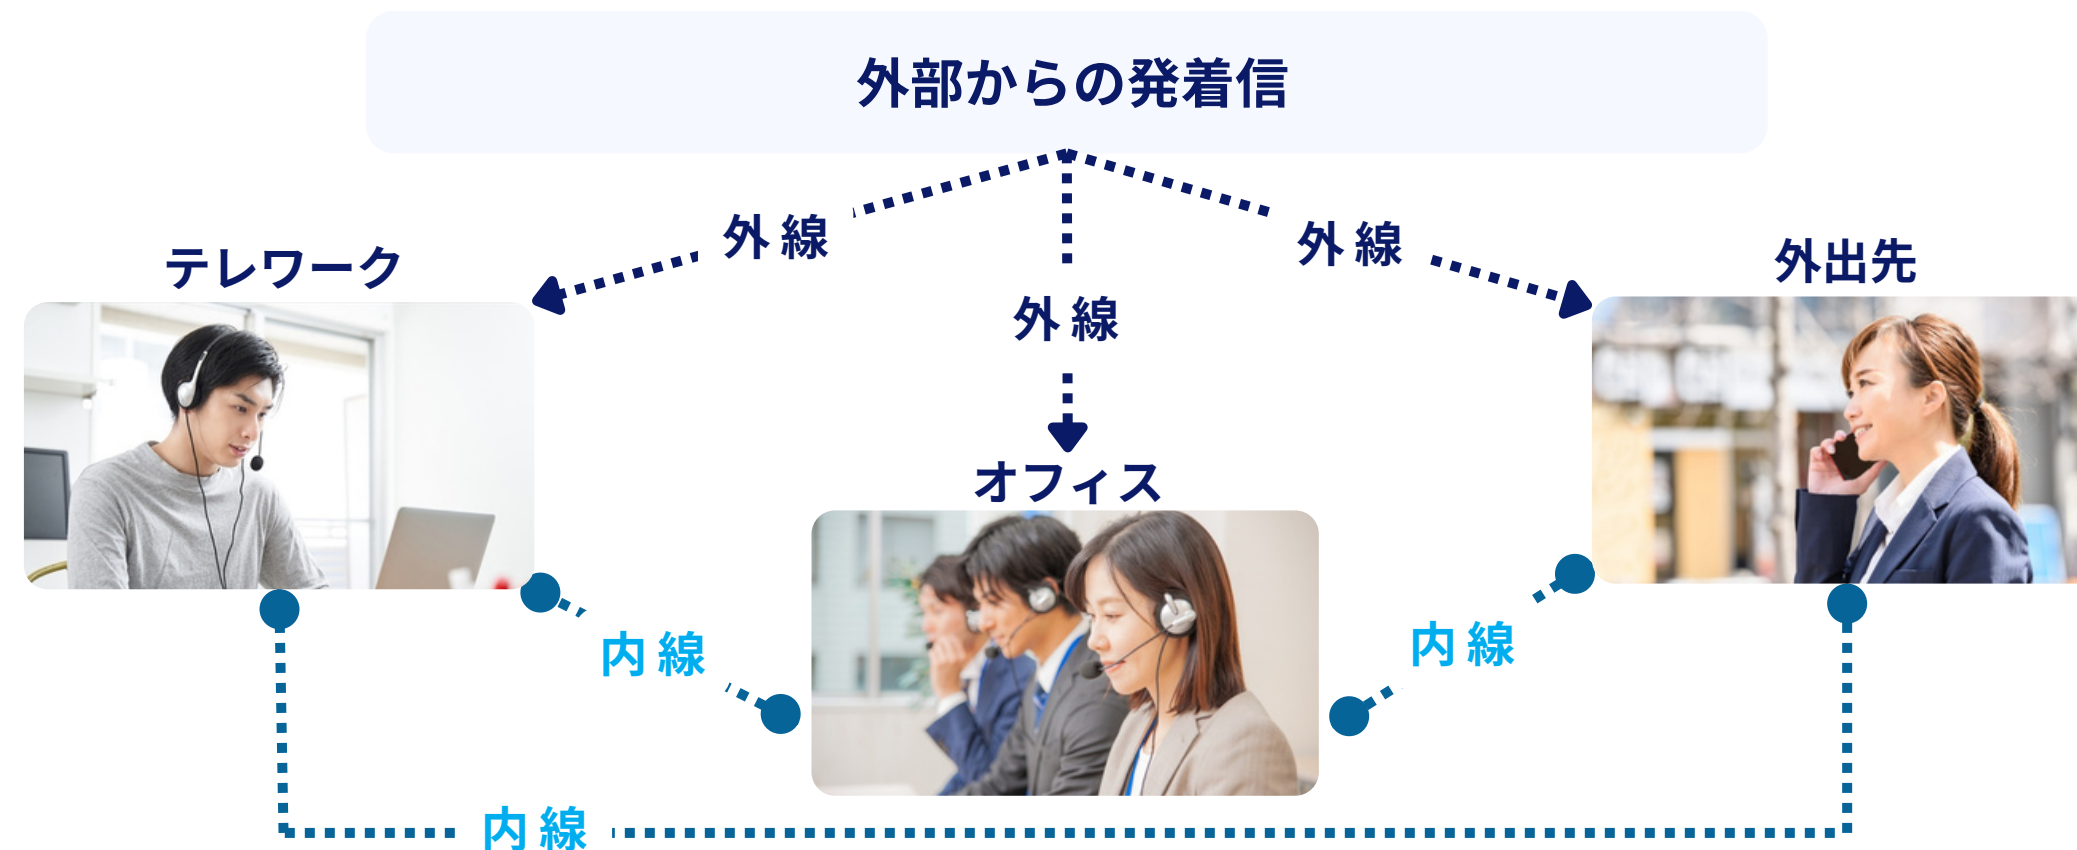 外部からの発着信
外線
外線
外線
テレワーク
外出先
オフィス
内線
内線
内線